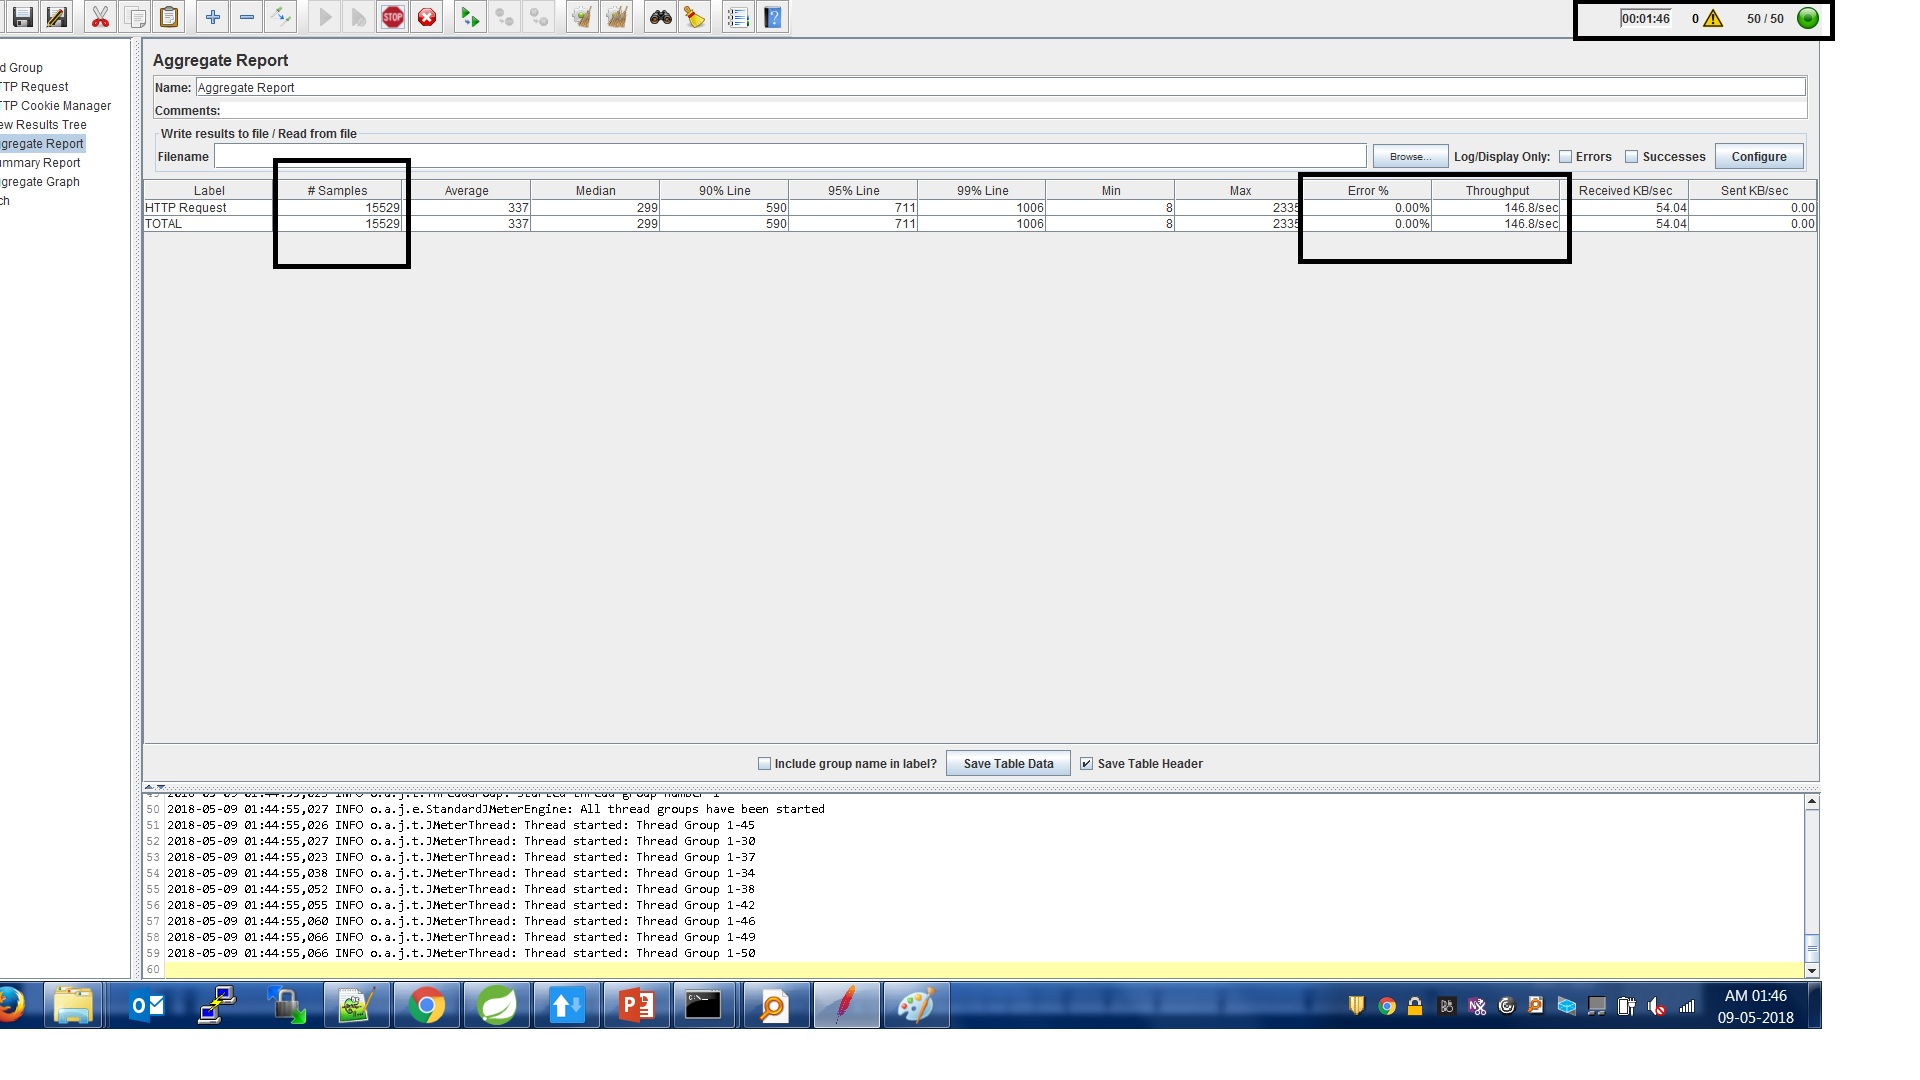 STOP
00:01:46 0 50 / 50
d Group
TP Request
TP Cookie Manager
ew Results Tree
gregate Report
ummary Report
gregate Graph
ch
Aggregate Report
Name: Aggregate Report
Comments:
Write results to file / Read from file
Filename Browse... Log/Display Only: Errors Successes Configure
Label # Samples Average Median 90% Line 95% Line 99% Line Min Max Error % Throughput Received KB/sec Sent KB/sec
HTTP Request 15529 337 299 590 711 1006 8 2335 0.00% 146.8/sec 54.04 0.00
TOTAL 15529 337 299 590 711 1006 8 2335 0.00% 146.8/sec 54.04 0.00
Include group name in label? Save Table Data Save Table Header
50 2018-05-09 01:44:55,027 INFO o.a.j.e.StandardJMeterEngine: All thread groups have been started
51 2018-05-09 01:44:55,026 INFO o.a.j.t.JMeterThread: Thread started: Thread Group 1-45
52 2018-05-09 01:44:55,027 INFO o.a.j.t.JMeterThread: Thread started: Thread Group 1-30
53 2018-05-09 01:44:55,023 INFO o.a.j.t.JMeterThread: Thread started: Thread Group 1-37
54 2018-05-09 01:44:55,038 INFO o.a.j.t.JMeterThread: Thread started: Thread Group 1-34
55 2018-05-09 01:44:55,052 INFO o.a.j.t.JMeterThread: Thread started: Thread Group 1-38
56 2018-05-09 01:44:55,055 INFO o.a.j.t.JMeterThread: Thread started: Thread Group 1-42
57 2018-05-09 01:44:55,060 INFO o.a.j.t.JMeterThread: Thread started: Thread Group 1-46
58 2018-05-09 01:44:55,066 INFO o.a.j.t.JMeterThread: Thread started: Thread Group 1-49
59 2018-05-09 01:44:55,066 INFO o.a.j.t.JMeterThread: Thread started: Thread Group 1-50
60
AM 01:46
09-05-2018